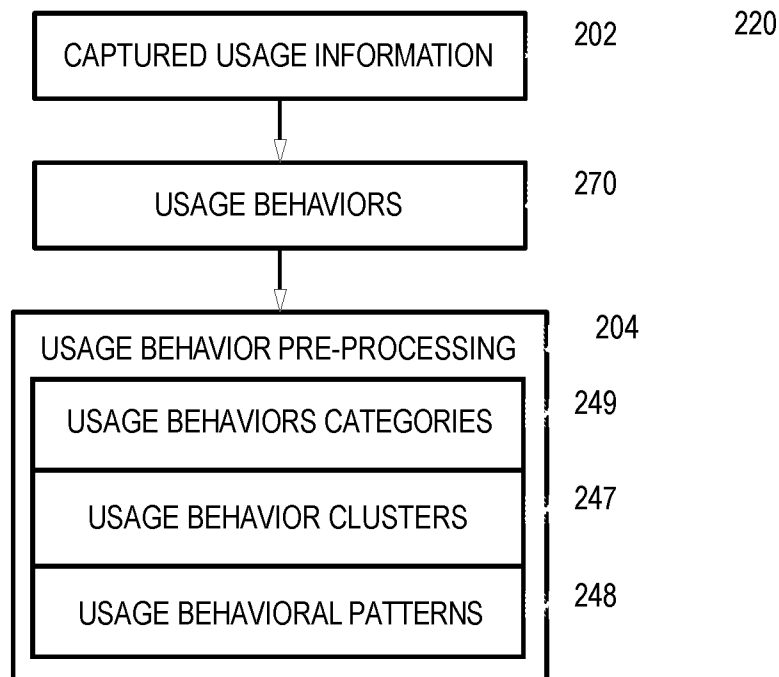 CAPTURED USAGE INFORMATION 202 220
USAGE BEHAVIORS 270
USAGE BEHAVIOR PRE-PROCESSING 204
USAGE BEHAVIORS CATEGORIES 249
USAGE BEHAVIOR CLUSTERS 247
USAGE BEHAVIORAL PATTERNS 248